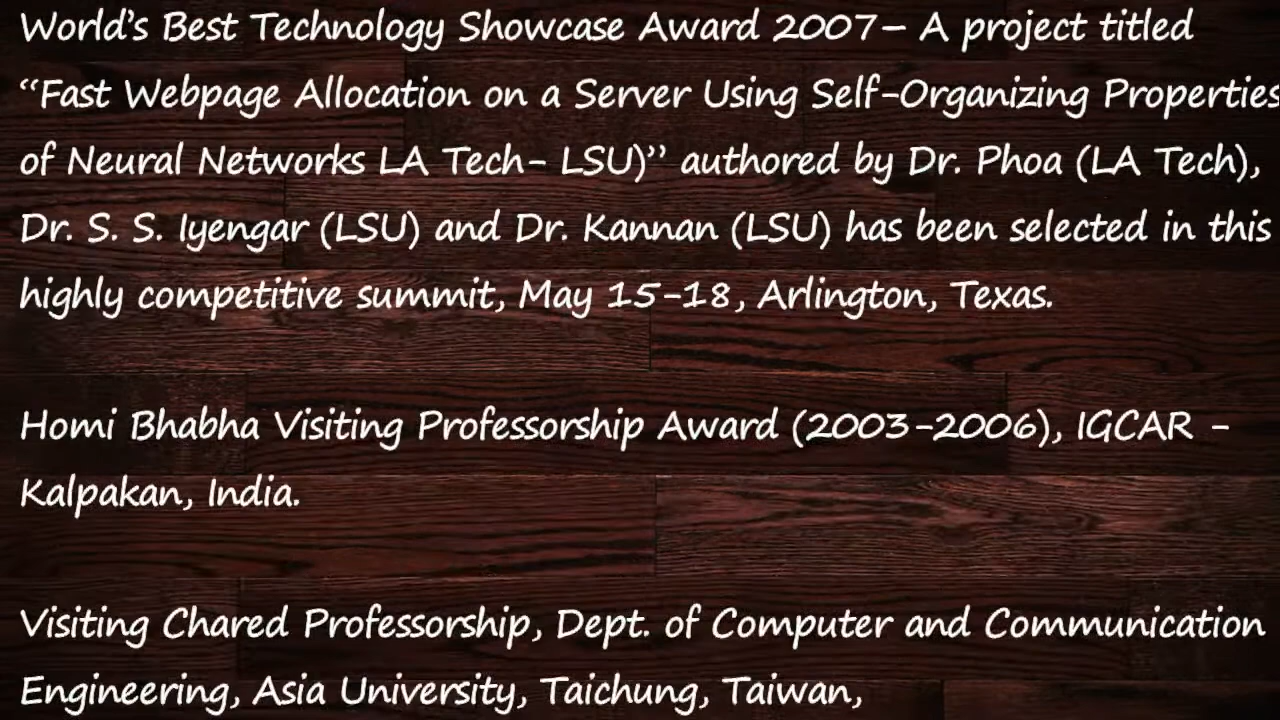 World's Best Technology Showcase Award 2007– A project titled
“Fast Webpage Allocation on a Server Using Self-Organizing Properties
of Neural Networks LA Tech- LSU)” authored by Dr. Phoa (LA Tech),
Dr. S. S. Iyengar (LSU) and Dr. Kannan (LSU) has been selected in this
highly competitive summit, May 15-18, Arlington, Texas.
Homi Bhabha Visiting Professorship Award (2003-2006), IGCAR -
Kalpakan, India.
Visiting Chared Professorship, Dept. of Computer and Communication
Engineering, Asia University, Taichung, Taiwan,